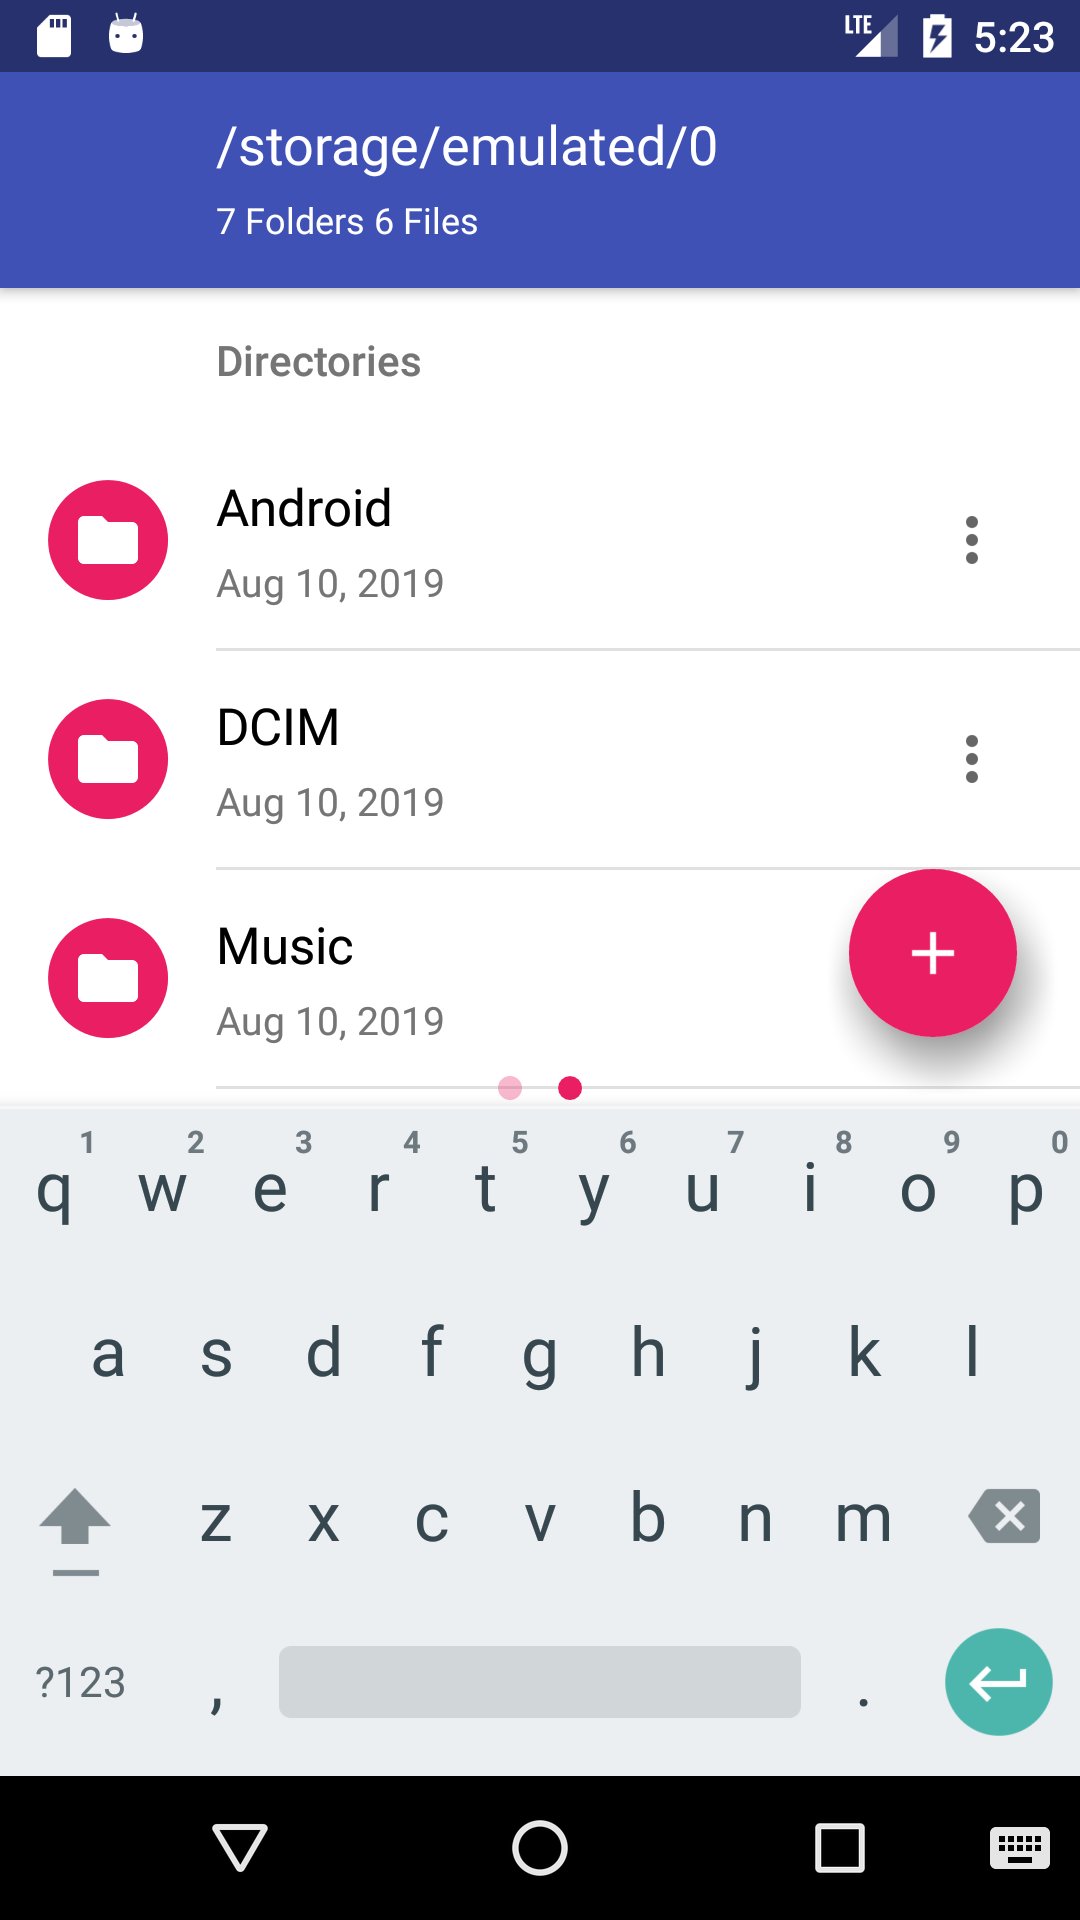 LTE 5:23
/storage/emulated/0
7 Folders 6 Files
Directories
Android
Aug 10, 2019
DCIM
Aug 10, 2019
Music
Aug 10, 2019
1 2 3 4 5 6 7 8 9 0
q w e r t y u i o p
a s d f g h j k l
z x c v b n m
?123 , .